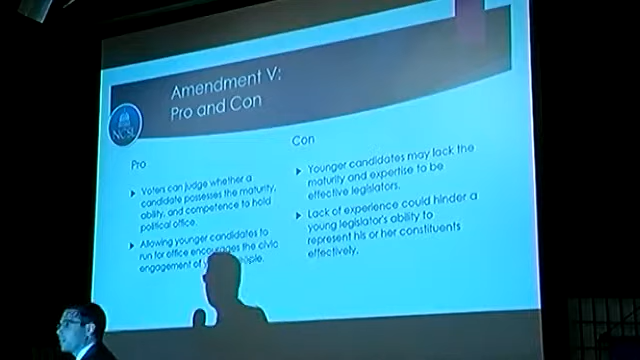 Amendment V:
Pro and Con
NCSL
Pro
Voters can judge whether a
candidate possesses the maturity,
ability, and competence to hold
political office.
Allowing younger candidates to
run for office encourages the civic
engagement of people.
Con
Younger candidates may lack the
maturity and expertise to be
effective legislators.
Lack of experience could hinder a
young legislator's ability to
represent his or her constituents
effectively.